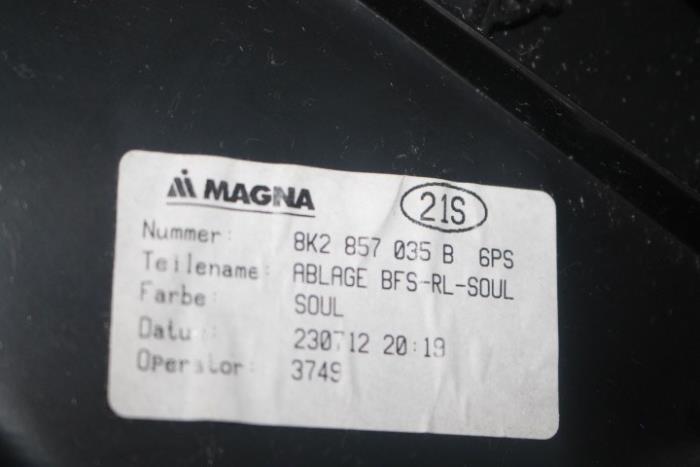 MAGNA 21S
Nummer: 8K2 857 035 B 6PS
Teilename: ABLAGE BFS-RL-SOUL
Farbe: SOUL
Datum: 230712 20:19
Operator: 3749